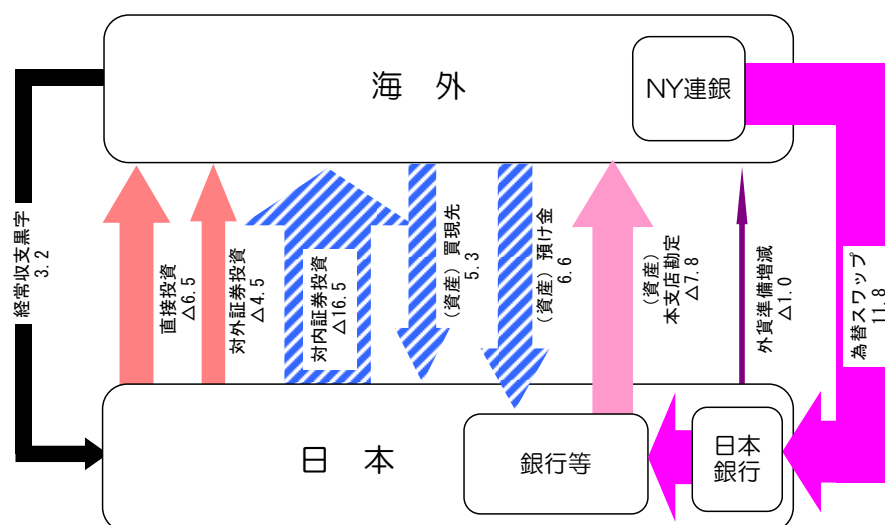 海　外
NY連銀
経常収支黒字
3.2
直接投資
△6.5
対外証券投資
△4.5
対内証券投資
△16.5
(資産) 買現先
5.3
(資産) 預け金
6.6
(資産)
本支店勘定
△7.8
外貨準備増減
△1.0
為替スワップ
11.8
日　本
銀行等
日本
銀行